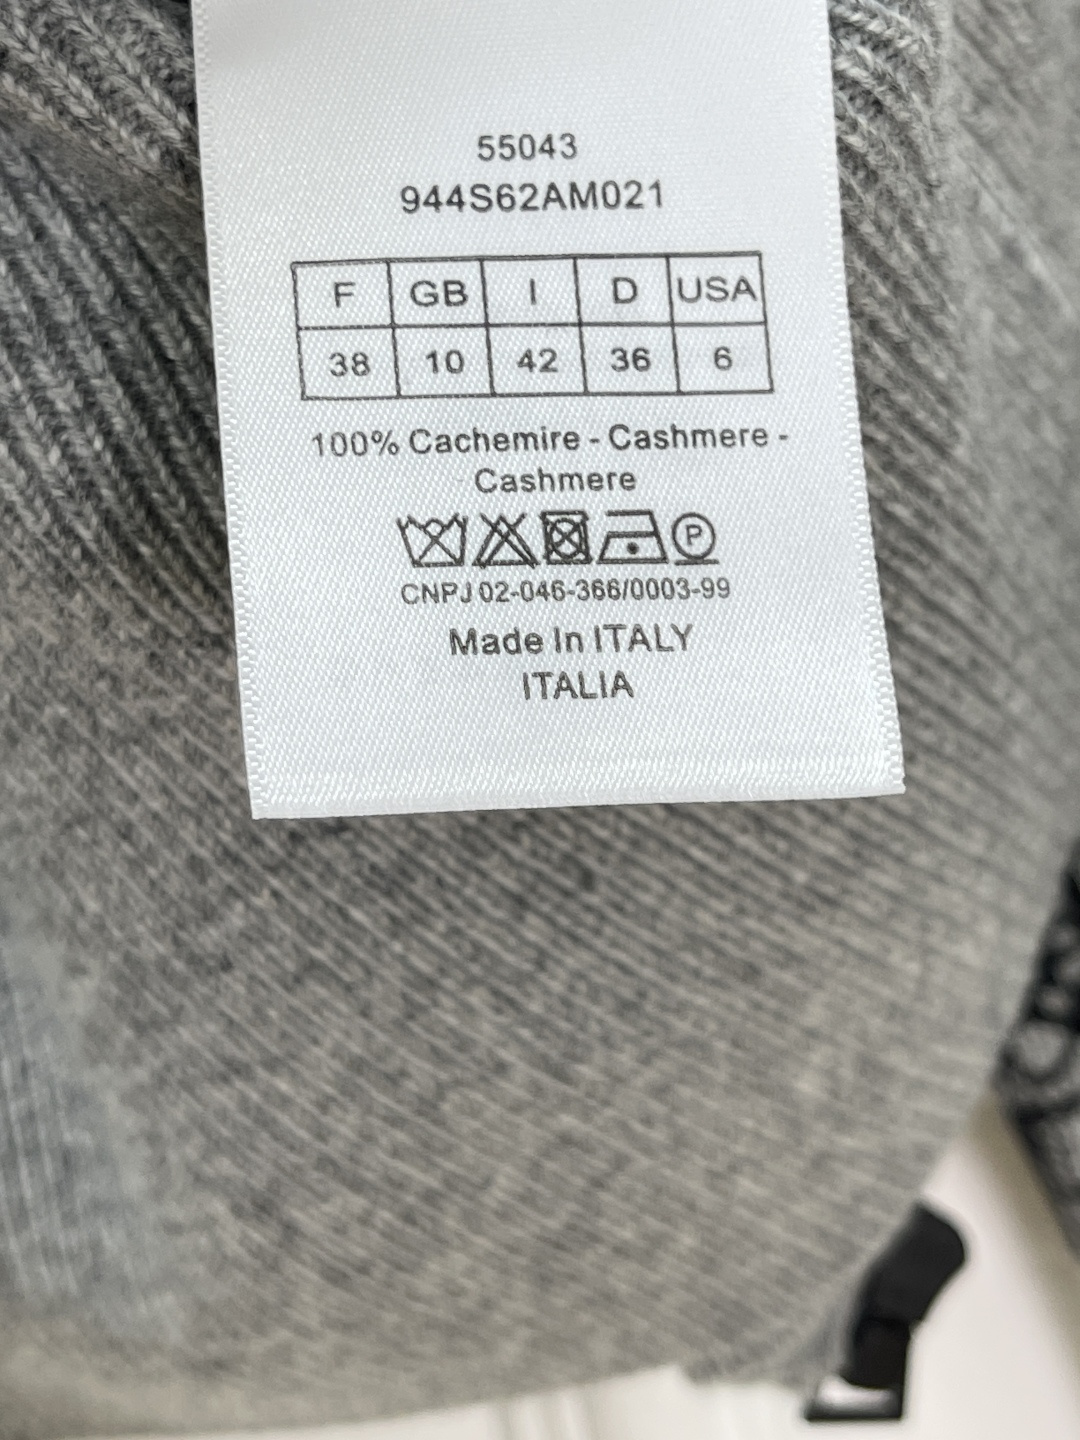 55043
944S62AM021
F GB I D USA
38 10 42 36 6
100% Cachemire - Cashmere -
Cashmere
P
CNPJ 02-046-366/0003-99
Made In ITALY
ITALIA